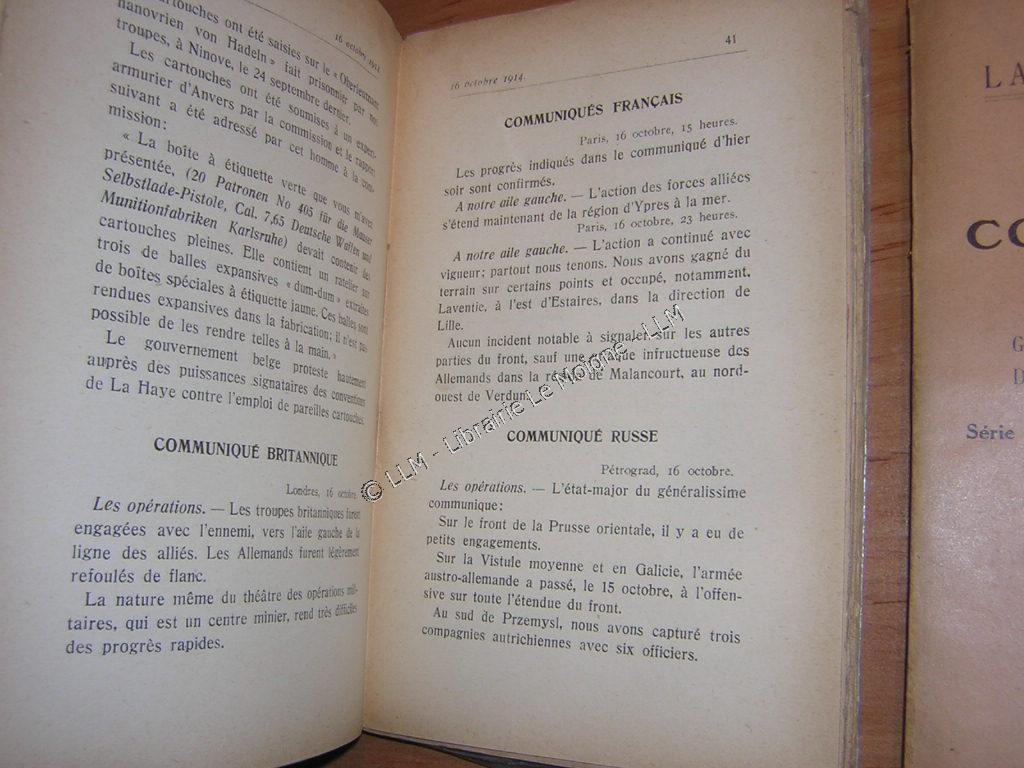 16 octobre 1914.
cartouches ont été saisies sur le « Oberleutnant
hanovrien von Hadeln » fait prisonnier par nos
troupes, à Ninove, le 24 septembre dernier.
Les cartouches ont été soumises à un expert-
armurier d'Anvers par la commission et le rapport
suivant a été adressé par cet homme à la com-
mission:
« La boîte à étiquette verte que vous m'avez
présentée, (20 Patronen No 405 für die Mauser
Selbstlade-Pistole, Cal. 7,65 Deutsche Waffen und
Munitionfabriken Karlsruhe) devait contenir des
cartouches pleines. Elle contient un ratelier sur
trois de balles expansives « dum-dum » extraites
de boîtes spéciales à étiquette jaune. Ces balles sont
rendues expansives dans la fabrication; il n'est pas
possible de les rendre telles à la main. »
Le gouvernement belge proteste hautement
auprès des puissances signataires des conventions
de La Haye contre l'emploi de pareilles cartouches.
COMMUNIQUÉ BRITANNIQUE
Londres, 16 octobre.
Les opérations. — Les troupes britanniques furent
engagées avec l'ennemi, vers l'aile gauche de la
ligne des alliés. Les Allemands furent légèrement
refoulés de flanc.
La nature même du théâtre des opérations mili-
taires, qui est un centre minier, rend très difficiles
des progrès rapides.
16 octobre 1914.
41
COMMUNIQUÉS FRANÇAIS
Paris, 16 octobre, 15 heures.
Les progrès indiqués dans le communiqué d'hier
soir sont confirmés.
A notre aile gauche. — L'action des forces alliées
s'étend maintenant de la région d'Ypres à la mer.
Paris, 16 octobre, 23 heures.
A notre aile gauche. — L'action a continué avec
vigueur; partout nous tenons. Nous avons gagné du
terrain sur certains points et occupé, notamment,
Laventie, à l'est d'Estaires, dans la direction de
Lille.
Aucun incident notable à signaler sur les autres
parties du front, sauf une infructueuse des
Allemands dans la région de Malancourt, au nord-
ouest de Verdun.
COMMUNIQUÉ RUSSE
Pétrograd, 16 octobre.
Les opérations. — L'état-major du généralissime
communique:
Sur le front de la Prusse orientale, il y a eu de
petits engagements.
Sur la Vistule moyenne et en Galicie, l'armée
austro-allemande a passé, le 15 octobre, à l'offen-
sive sur toute l'étendue du front.
Au sud de Przemysl, nous avons capturé trois
compagnies autrichiennes avec six officiers.
© LLM - Librairie Le Molone - LLM
LA
CO
G
D
Série